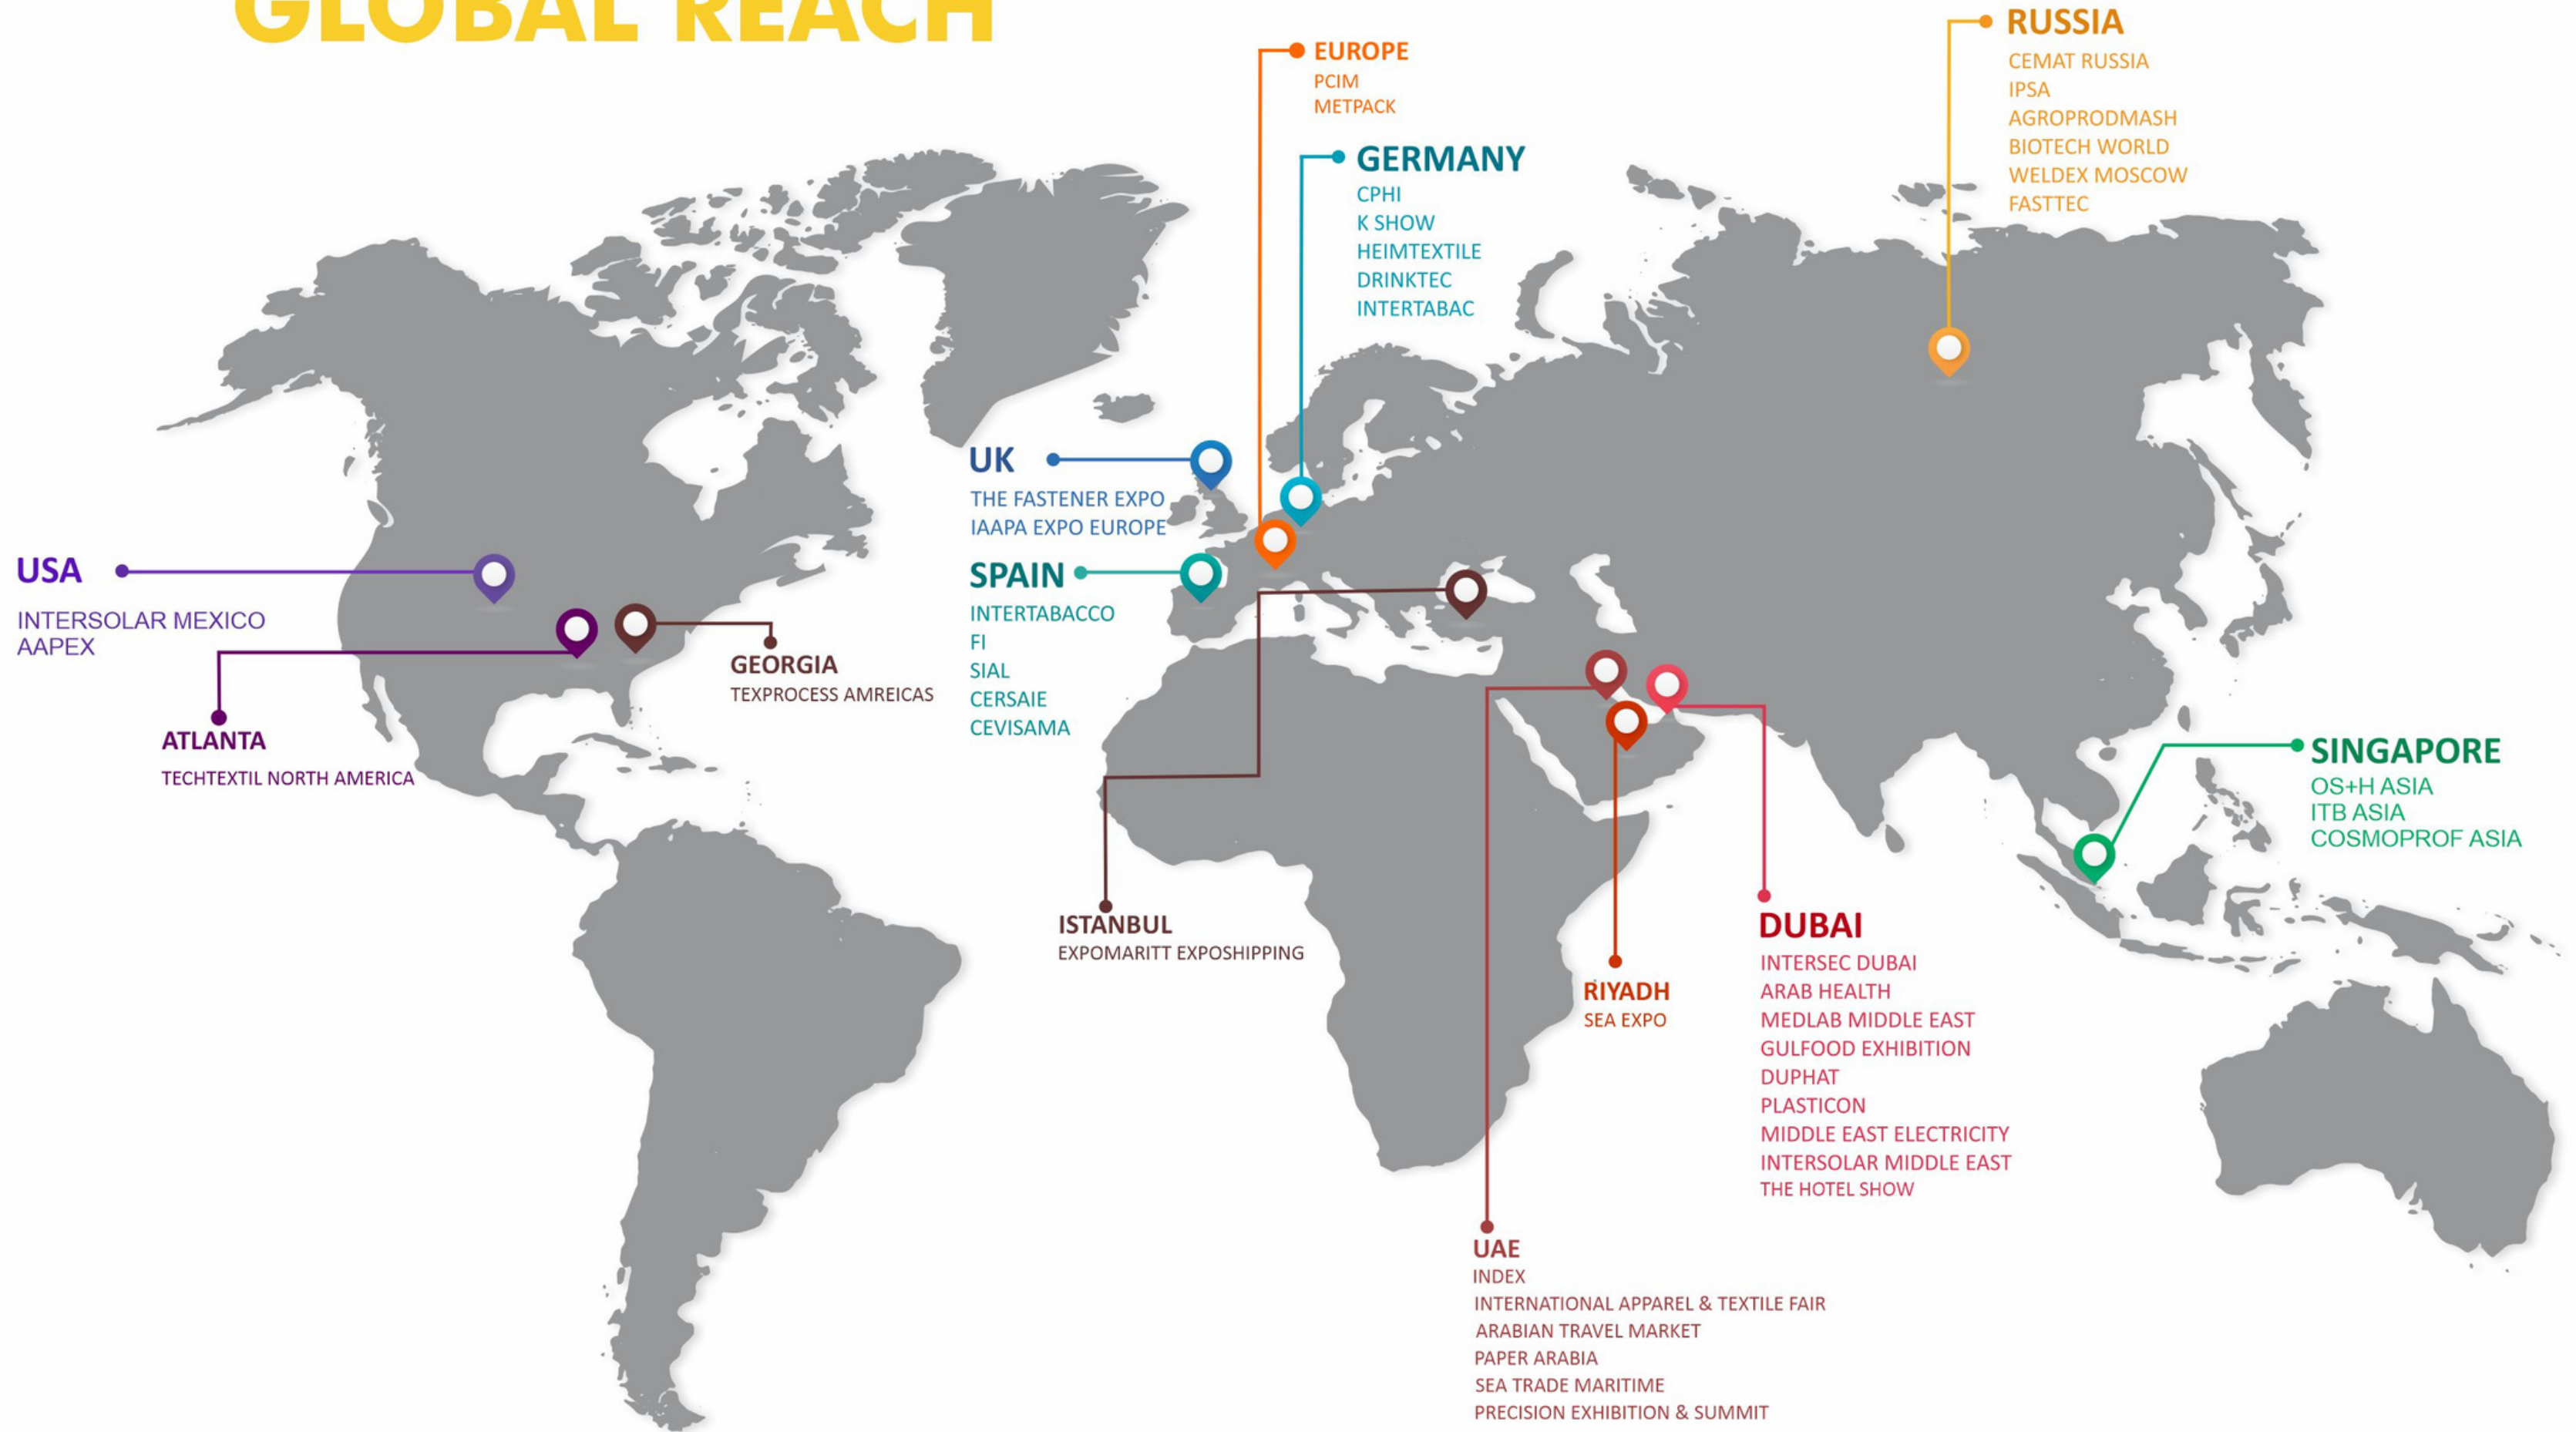 GLOBAL REACH
EUROPE
PCIM
METPACK
RUSSIA
CEMAT RUSSIA
IPSA
AGROPRODMASH
BIOTECH WORLD
WELDEX MOSCOW
FASTTEC
GERMANY
CPHI
K SHOW
HEIMTEXTILE
DRINKTEC
INTERTABAC
UK
THE FASTENER EXPO
IAAPA EXPO EUROPE
USA
INTERSOLAR MEXICO
AAPEX
SPAIN
INTERTABACCO
FI
SIAL
CERSAIE
CEVISAMA
GEORGIA
TEXPROCESS AMREICAS
ATLANTA
TECHTEXTIL NORTH AMERICA
SINGAPORE
OS+H ASIA
ITB ASIA
COSMOPROF ASIA
ISTANBUL
EXPOMARITT EXPOSHIPPING
RIYADH
SEA EXPO
DUBAI
INTERSEC DUBAI
ARAB HEALTH
MEDLAB MIDDLE EAST
GULFOOD EXHIBITION
DUPHAT
PLASTICON
MIDDLE EAST ELECTRICITY
INTERSOLAR MIDDLE EAST
THE HOTEL SHOW
UAE
INDEX
INTERNATIONAL APPAREL & TEXTILE FAIR
ARABIAN TRAVEL MARKET
PAPER ARABIA
SEA TRADE MARITIME
PRECISION EXHIBITION & SUMMIT